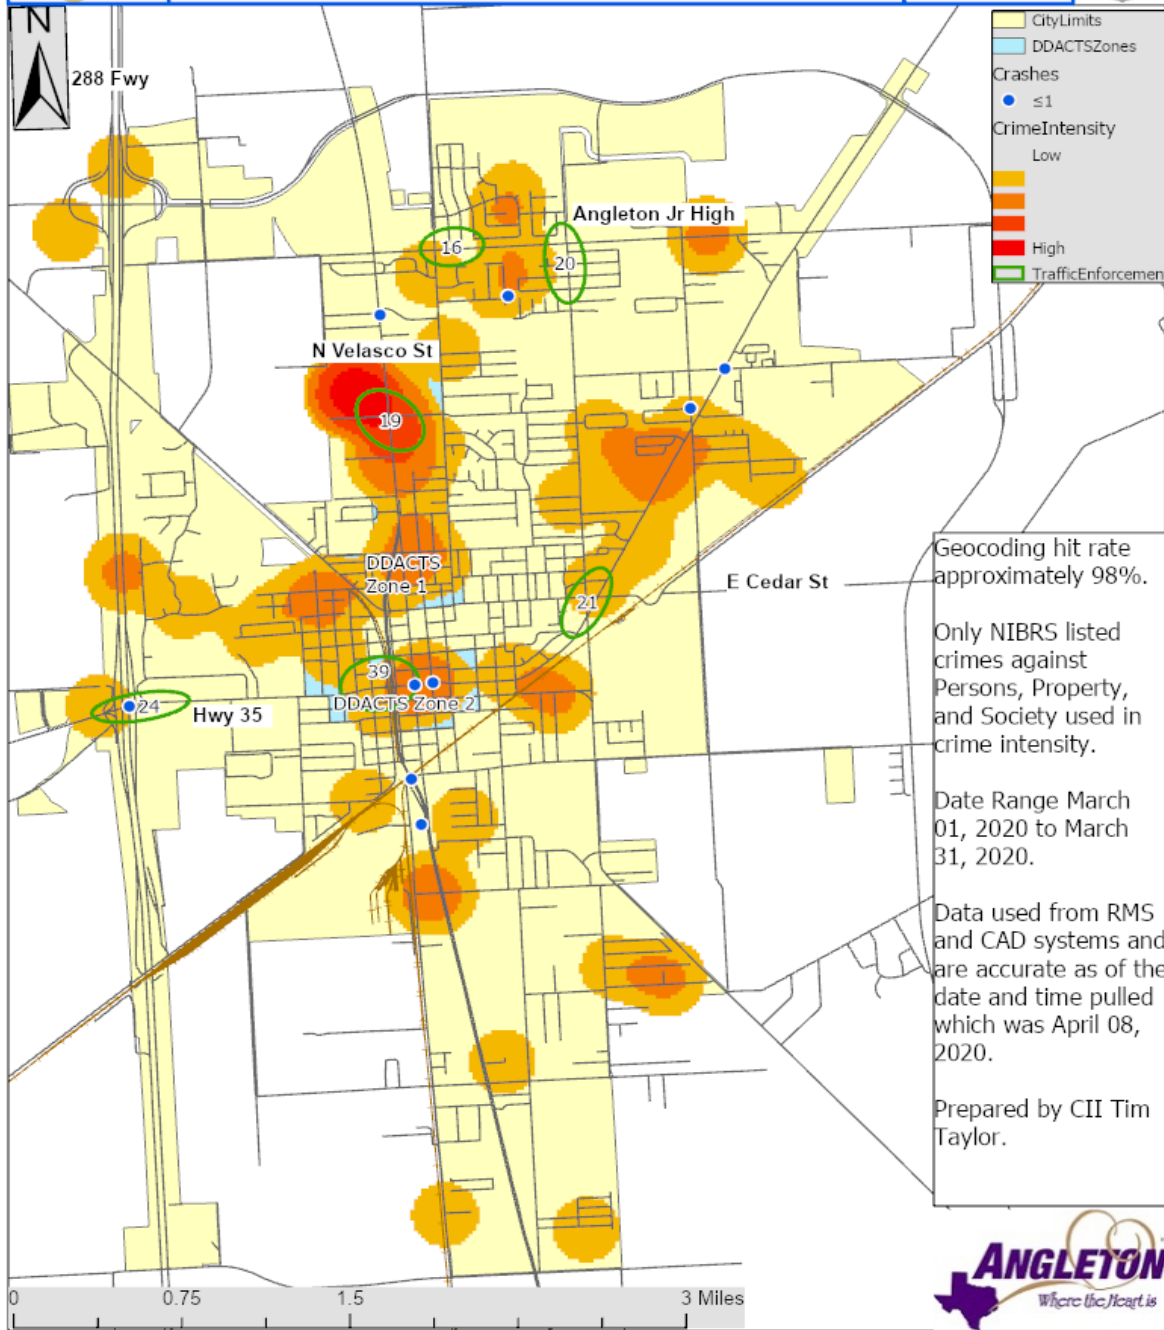 N
288 Fwy
CityLimits
DDACTSZones
Crashes
≤1
CrimeIntensity
Low
High
TrafficEnforcemen
Angleton Jr High
16
20
N Velasco St
19
DDACTS
Zone 1
E Cedar St
21
39
DDACTS Zone 2
24
Hwy 35
Geocoding hit rate
approximately 98%.
Only NIBRS listed
crimes against
Persons, Property,
and Society used in
crime intensity.
Date Range March
01, 2020 to March
31, 2020.
Data used from RMS
and CAD systems and
are accurate as of the
date and time pulled
which was April 08,
2020.
Prepared by CII Tim
Taylor.
0 0.75 1.5 3 Miles
ANGLETON
Where the Heart is